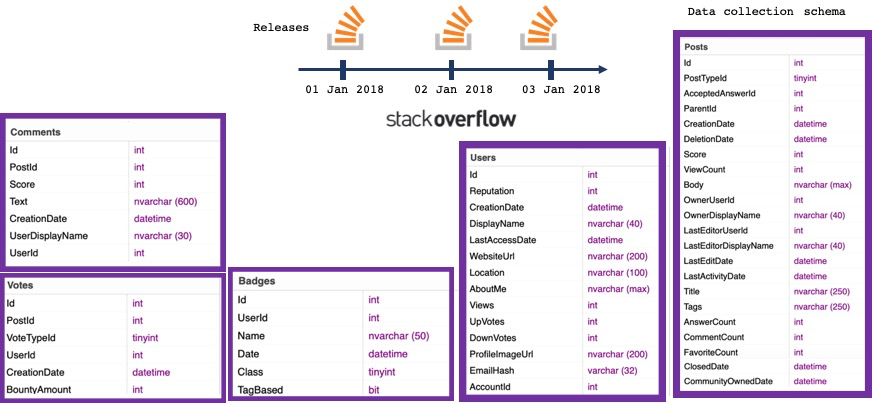 Releases
Data collection schema
01 Jan 2018
02 Jan 2018
03 Jan 2018
stackoverflow
Comments
Id int
PostId int
Score int
Text nvarchar (600)
CreationDate datetime
UserDisplayName nvarchar (30)
UserId int
Votes
Id int
PostId int
VoteTypeId tinyint
UserId int
CreationDate datetime
BountyAmount int
Badges
Id int
UserId int
Name nvarchar (50)
Date datetime
Class tinyint
TagBased bit
Users
Id int
Reputation int
CreationDate datetime
DisplayName nvarchar (40)
LastAccessDate datetime
WebsiteUrl nvarchar (200)
Location nvarchar (100)
AboutMe nvarchar (max)
Views int
UpVotes int
DownVotes int
ProfileImageUrl nvarchar (200)
EmailHash varchar (32)
AccountId int
Posts
Id int
PostTypeId tinyint
AcceptedAnswerId int
ParentId int
CreationDate datetime
DeletionDate datetime
Score int
ViewCount int
Body nvarchar (max)
OwnerUserId int
OwnerDisplayName nvarchar (40)
LastEditorUserId int
LastEditorDisplayName nvarchar (40)
LastEditDate datetime
LastActivityDate datetime
Title nvarchar (250)
Tags nvarchar (250)
AnswerCount int
CommentCount int
FavoriteCount int
ClosedDate datetime
CommunityOwnedDate datetime